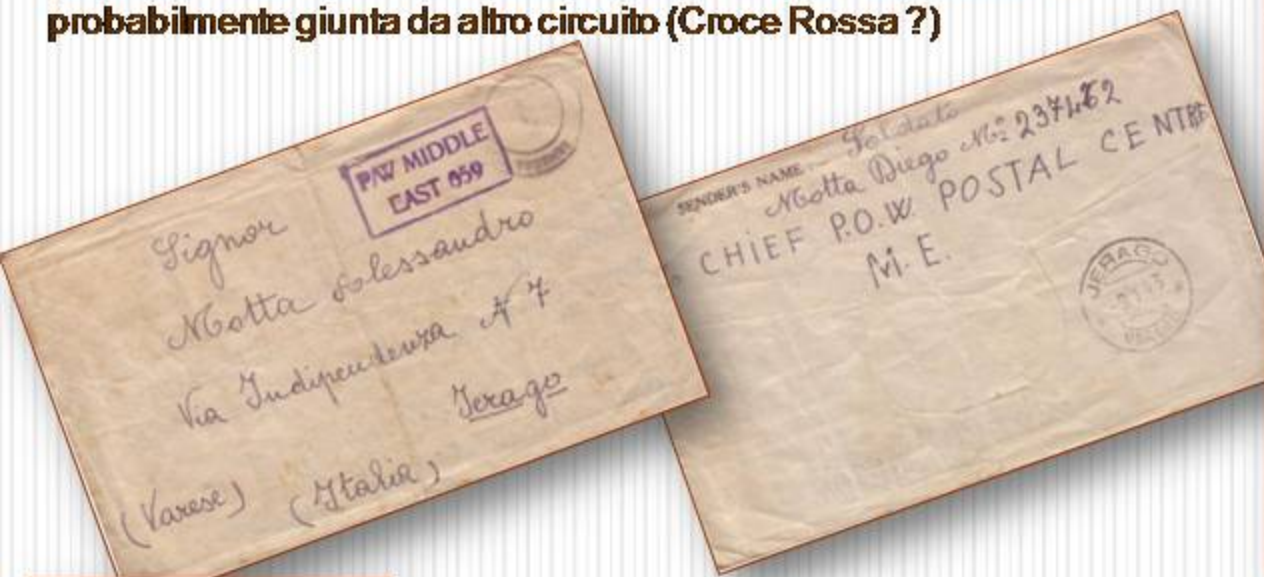 probabilmente giunta da altro circuito (Croce Rossa ?)
P/W MIDDLE
EAST 059
Signor
Motta Alessandro
Via Indipendenza N 7
Jerago
(Varese) (Italia)
Soldato
SENDER'S NAME
Motta Diego No:
CHIEF P.O.W. POSTAL CENTRE
M. E.
JERAGO